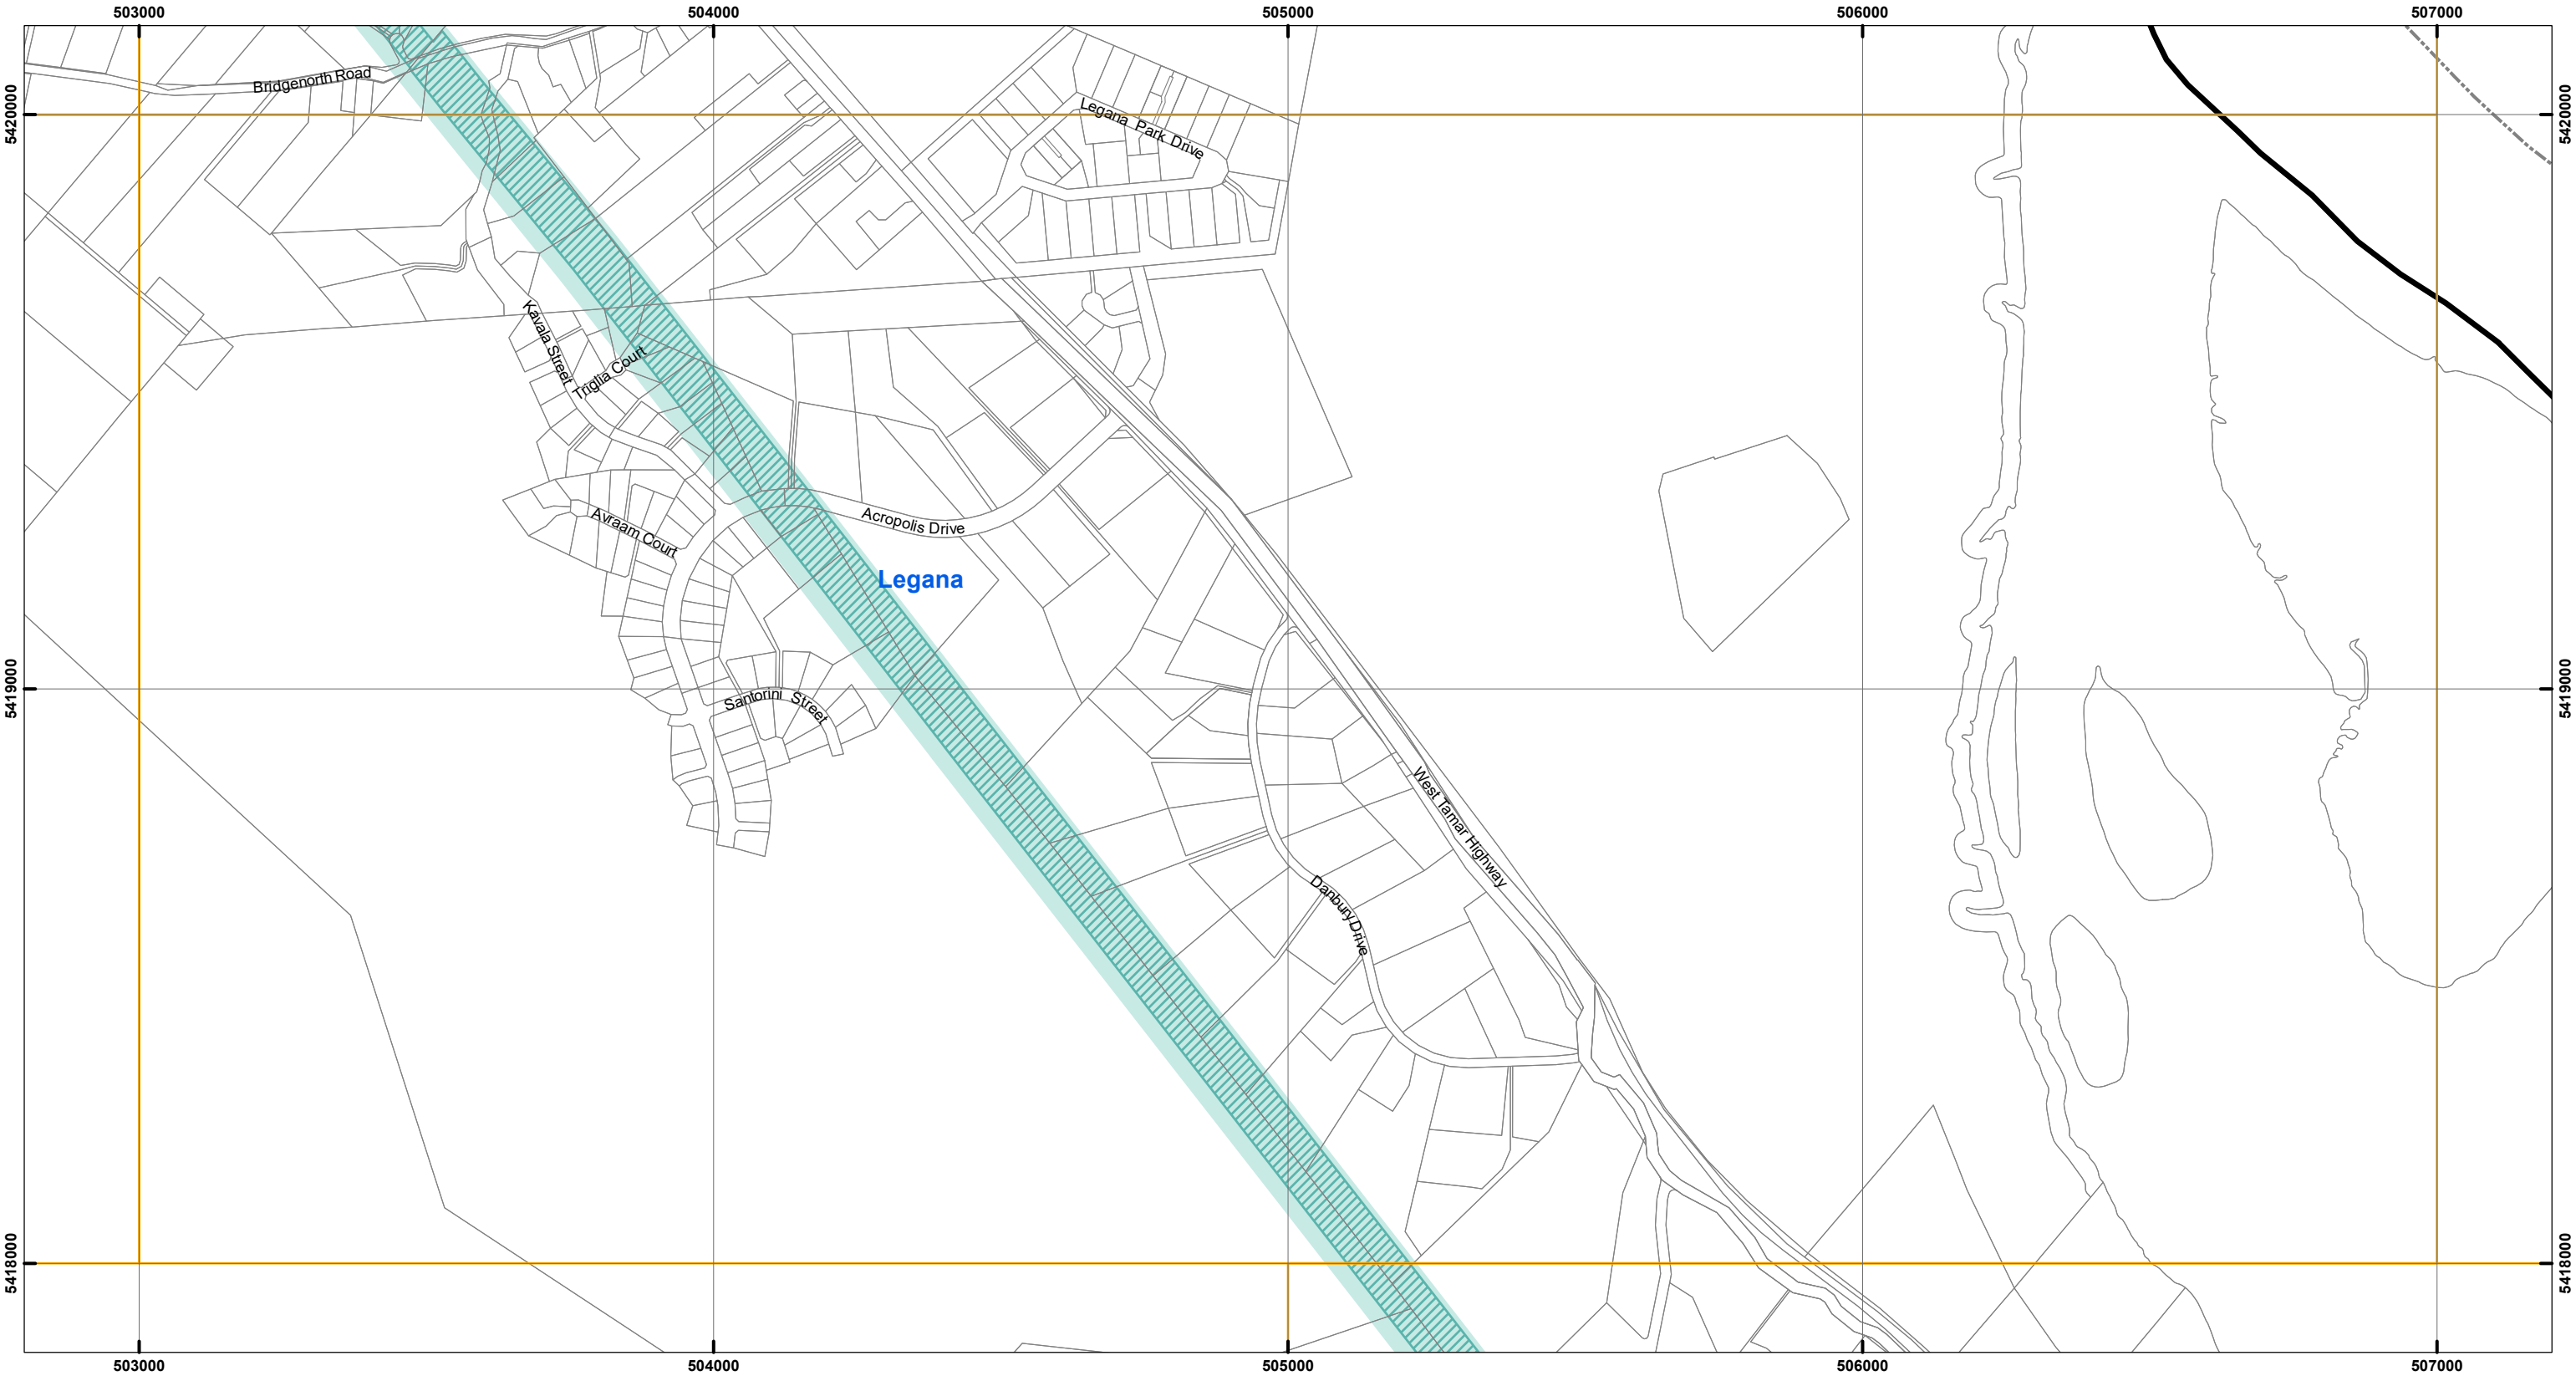 503000 504000 505000 506000 507000
Bridgenorth Road
5420000 5420000
Legana Park Drive
Kavala Street
Triglia Court
Avraam Court
Acropolis Drive
Legana
5419000 5419000
Santorini Street
West Tamar Highway
Danbury Drive
5418000 5418000
503000 504000 505000 506000 507000